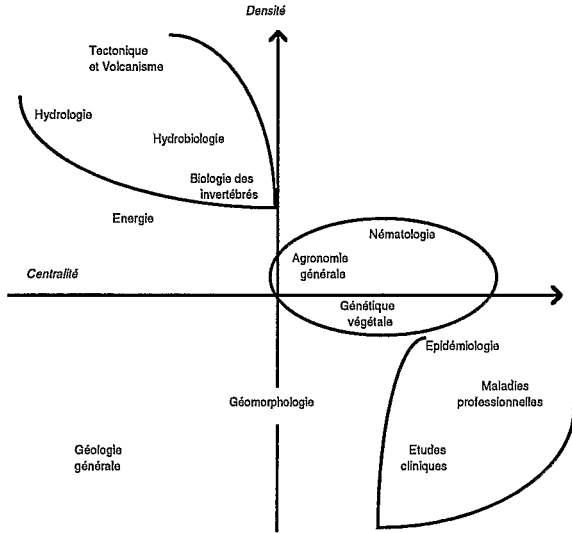 Densité
Tectonique
et Volcanisme
Hydrologie
Hydrobiologie
Biologie des
invertébrés
Energie
Nématologie
Agronomie
générale
Centralité
Génétique
végétale
Epidémiologie
Maladies
professionnelles
Géomorphologie
Géologie
générale
Etudes
cliniques